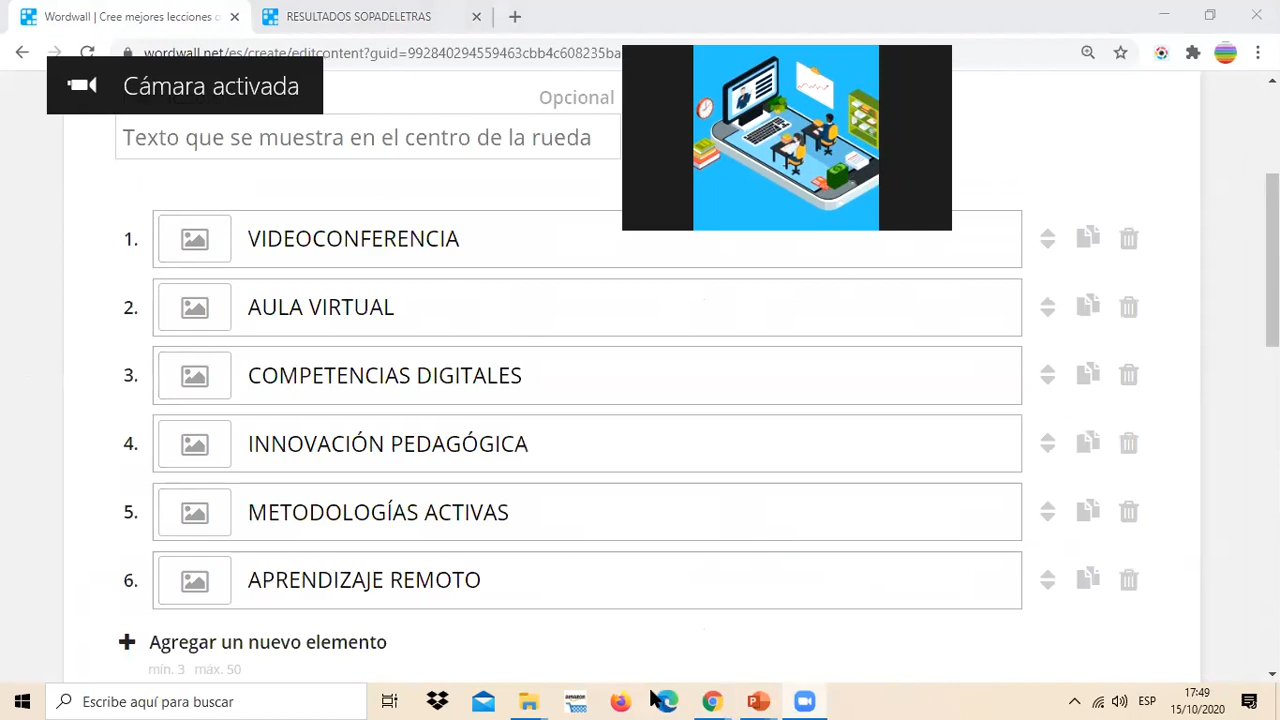 Wordwall | Cree mejores lecciones d
RESULTADOS SOPADELETRAS
wordwall.net/es/create/editcontent?guid=992840294559463
Cámara activada
Opcional
Texto que se muestra en el centro de la rueda
1. VIDEOCONFERENCIA
2. AULA VIRTUAL
3. COMPETENCIAS DIGITALES
4. INNOVACIÓN PEDAGÓGICA
5. METODOLOGÍAS ACTIVAS
6. APRENDIZAJE REMOTO
Agregar un nuevo elemento
mín. 3 máx. 50
Escribe aquí para buscar
amazon
ESP
17:49
15/10/2020